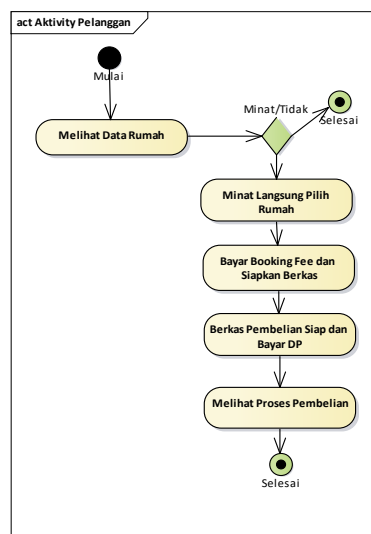 act Aktivity Pelanggan
Mulai
Minat/Tidak
Selesai
Melihat Data Rumah
Minat Langsung Pilih
Rumah
Bayar Booking Fee dan
Siapkan Berkas
Berkas Pembelian Siap dan
Bayar DP
Melihat Proses Pembelian
Selesai